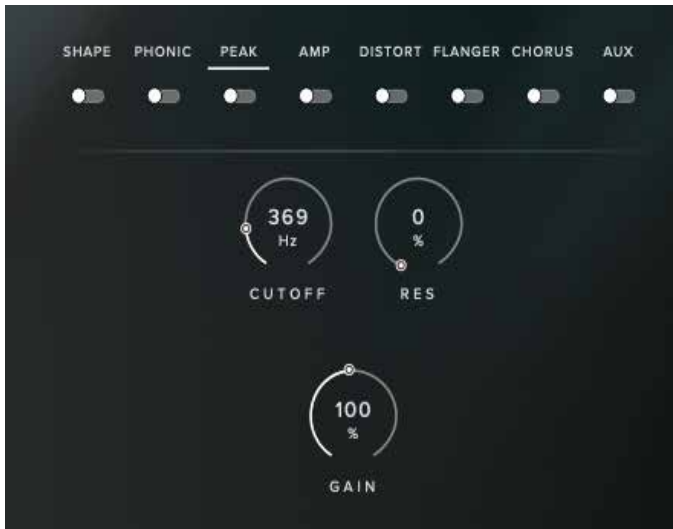 SHAPE PHONIC PEAK AMP DISTORT FLANGER CHORUS AUX
369 0
Hz %
CUTOFF RES
100
%
GAIN